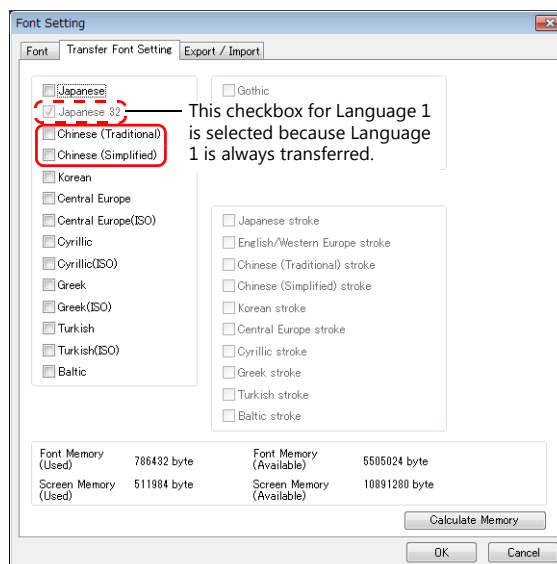 Font Setting
Font
Transfer Font Setting
Export / Import
Japanese
Japanese 32
Chinese (Traditional)
Chinese (Simplified)
Korean
Central Europe
Central Europe(ISO)
Cyrillic
Cyrillic(ISO)
Greek
Greek(ISO)
Turkish
Turkish(ISO)
Baltic
Gothic
This checkbox for Language 1
is selected because Language
1 is always transferred.
Japanese stroke
English/Western Europe stroke
Chinese (Traditional) stroke
Chinese (Simplified) stroke
Korean stroke
Central Europe stroke
Cyrillic stroke
Greek stroke
Turkish stroke
Baltic stroke
Font Memory
(Used)
786432 byte
Font Memory
(Available)
5505024 byte
Screen Memory
(Used)
511984 byte
Screen Memory
(Available)
10891280 byte
Calculate Memory
OK
Cancel